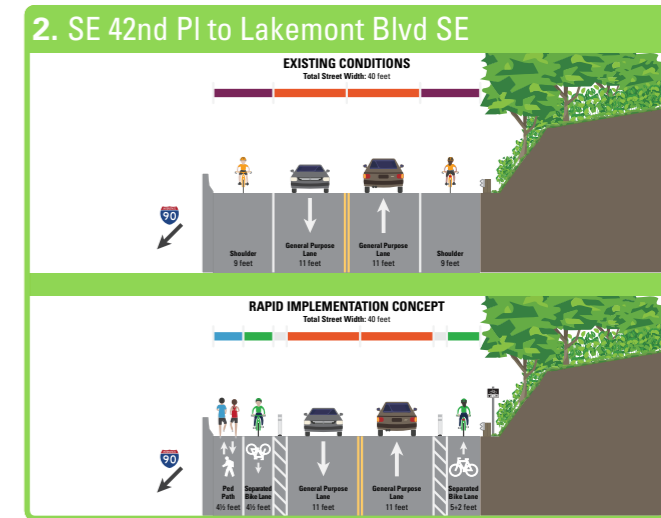 2. SE 42nd Pl to Lakemont Blvd SE
EXISTING CONDITIONS
Total Street Width: 40 feet
90
Shoulder
9 feet
General Purpose
Lane
11 feet
General Purpose
Lane
11 feet
Shoulder
9 feet
RAPID IMPLEMENTATION CONCEPT
Total Street Width: 40 feet
90
Ped
Path
4½ feet
Separated
Bike Lane
4½ feet
General Purpose
Lane
11 feet
General Purpose
Lane
11 feet
Separated
Bike Lane
5+2 feet